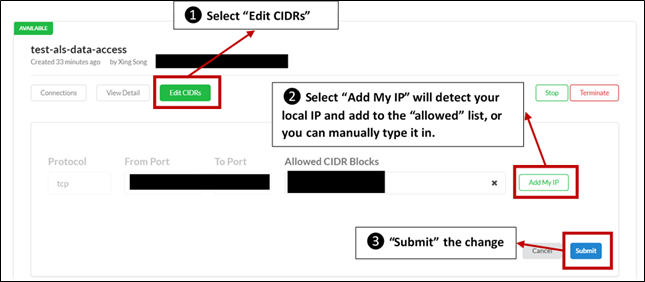 ❶ Select “Edit CIDRs”
AVAILABLE
test-als-data-access
Created 33 minutes ago by Xing Song
Connections
View Detail
Edit CIDRs
Stop
Terminate
❷ Select “Add My IP” will detect your
local IP and add to the “allowed” list, or
you can manually type it in.
Protocol
From Port
To Port
Allowed CIDR Blocks
tcp
Add My IP
❸ “Submit” the change
Cancel
Submit